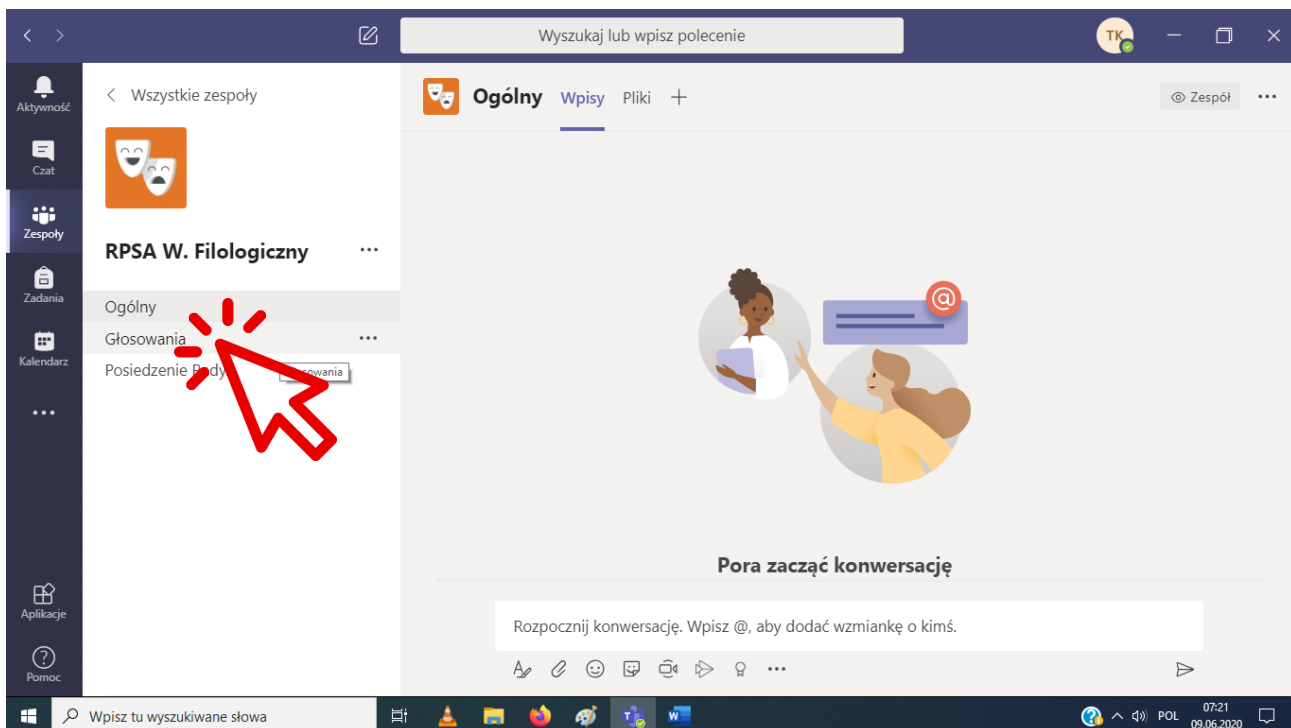 Wyszukaj lub wpisz polecenie
TK
Aktywność
Czat
Zespoły
Zadania
Kalendarz
Aplikacje
Pomoc
Wszystkie zespoły
RPSA W. Filologiczny
Ogólny
Głosowania
Posiedzenie
Ogólny Wpisy Pliki
Zespół
@
Pora zacząć konwersację
Rozpocznij konwersację. Wpisz @, aby dodać wzmiankę o kimś.
Wpisz tu wyszukiwane słowa
POL
07:21
09.06.2020